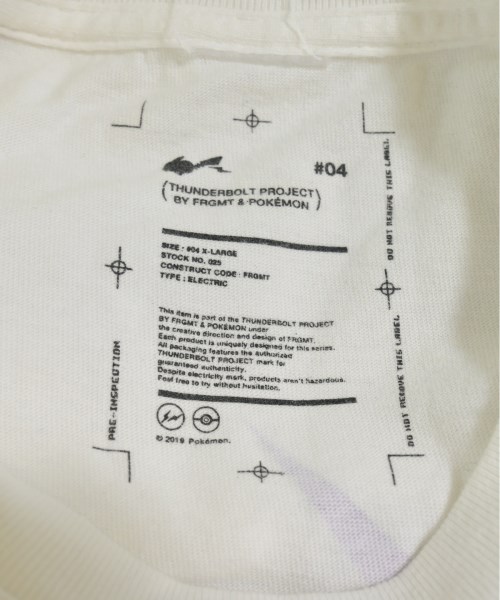 #04
(THUNDERBOLT PROJECT
BY FRGMT & POKÉMON)
SIZE : #04 X-LARGE
STOCK NO. 025
CONSTRUCT CODE : FRGMT
TYPE : ELECTRIC
This item is part of the THUNDERBOLT PROJECT
BY FRGMT & POKÉMON under
the creative direction and design of FRGMT.
Each product is uniquely designed for this series.
All packaging features the authorized
THUNDERBOLT PROJECT mark for
guaranteed authenticity.
Despite electricity mark, products aren't hazardous.
Feel free to try without hesitation.
© 2019 Pokémon.
PRE-INSPECTION
DO NOT REMOVE THIS LABEL
DO NOT REMOVE THIS LABEL